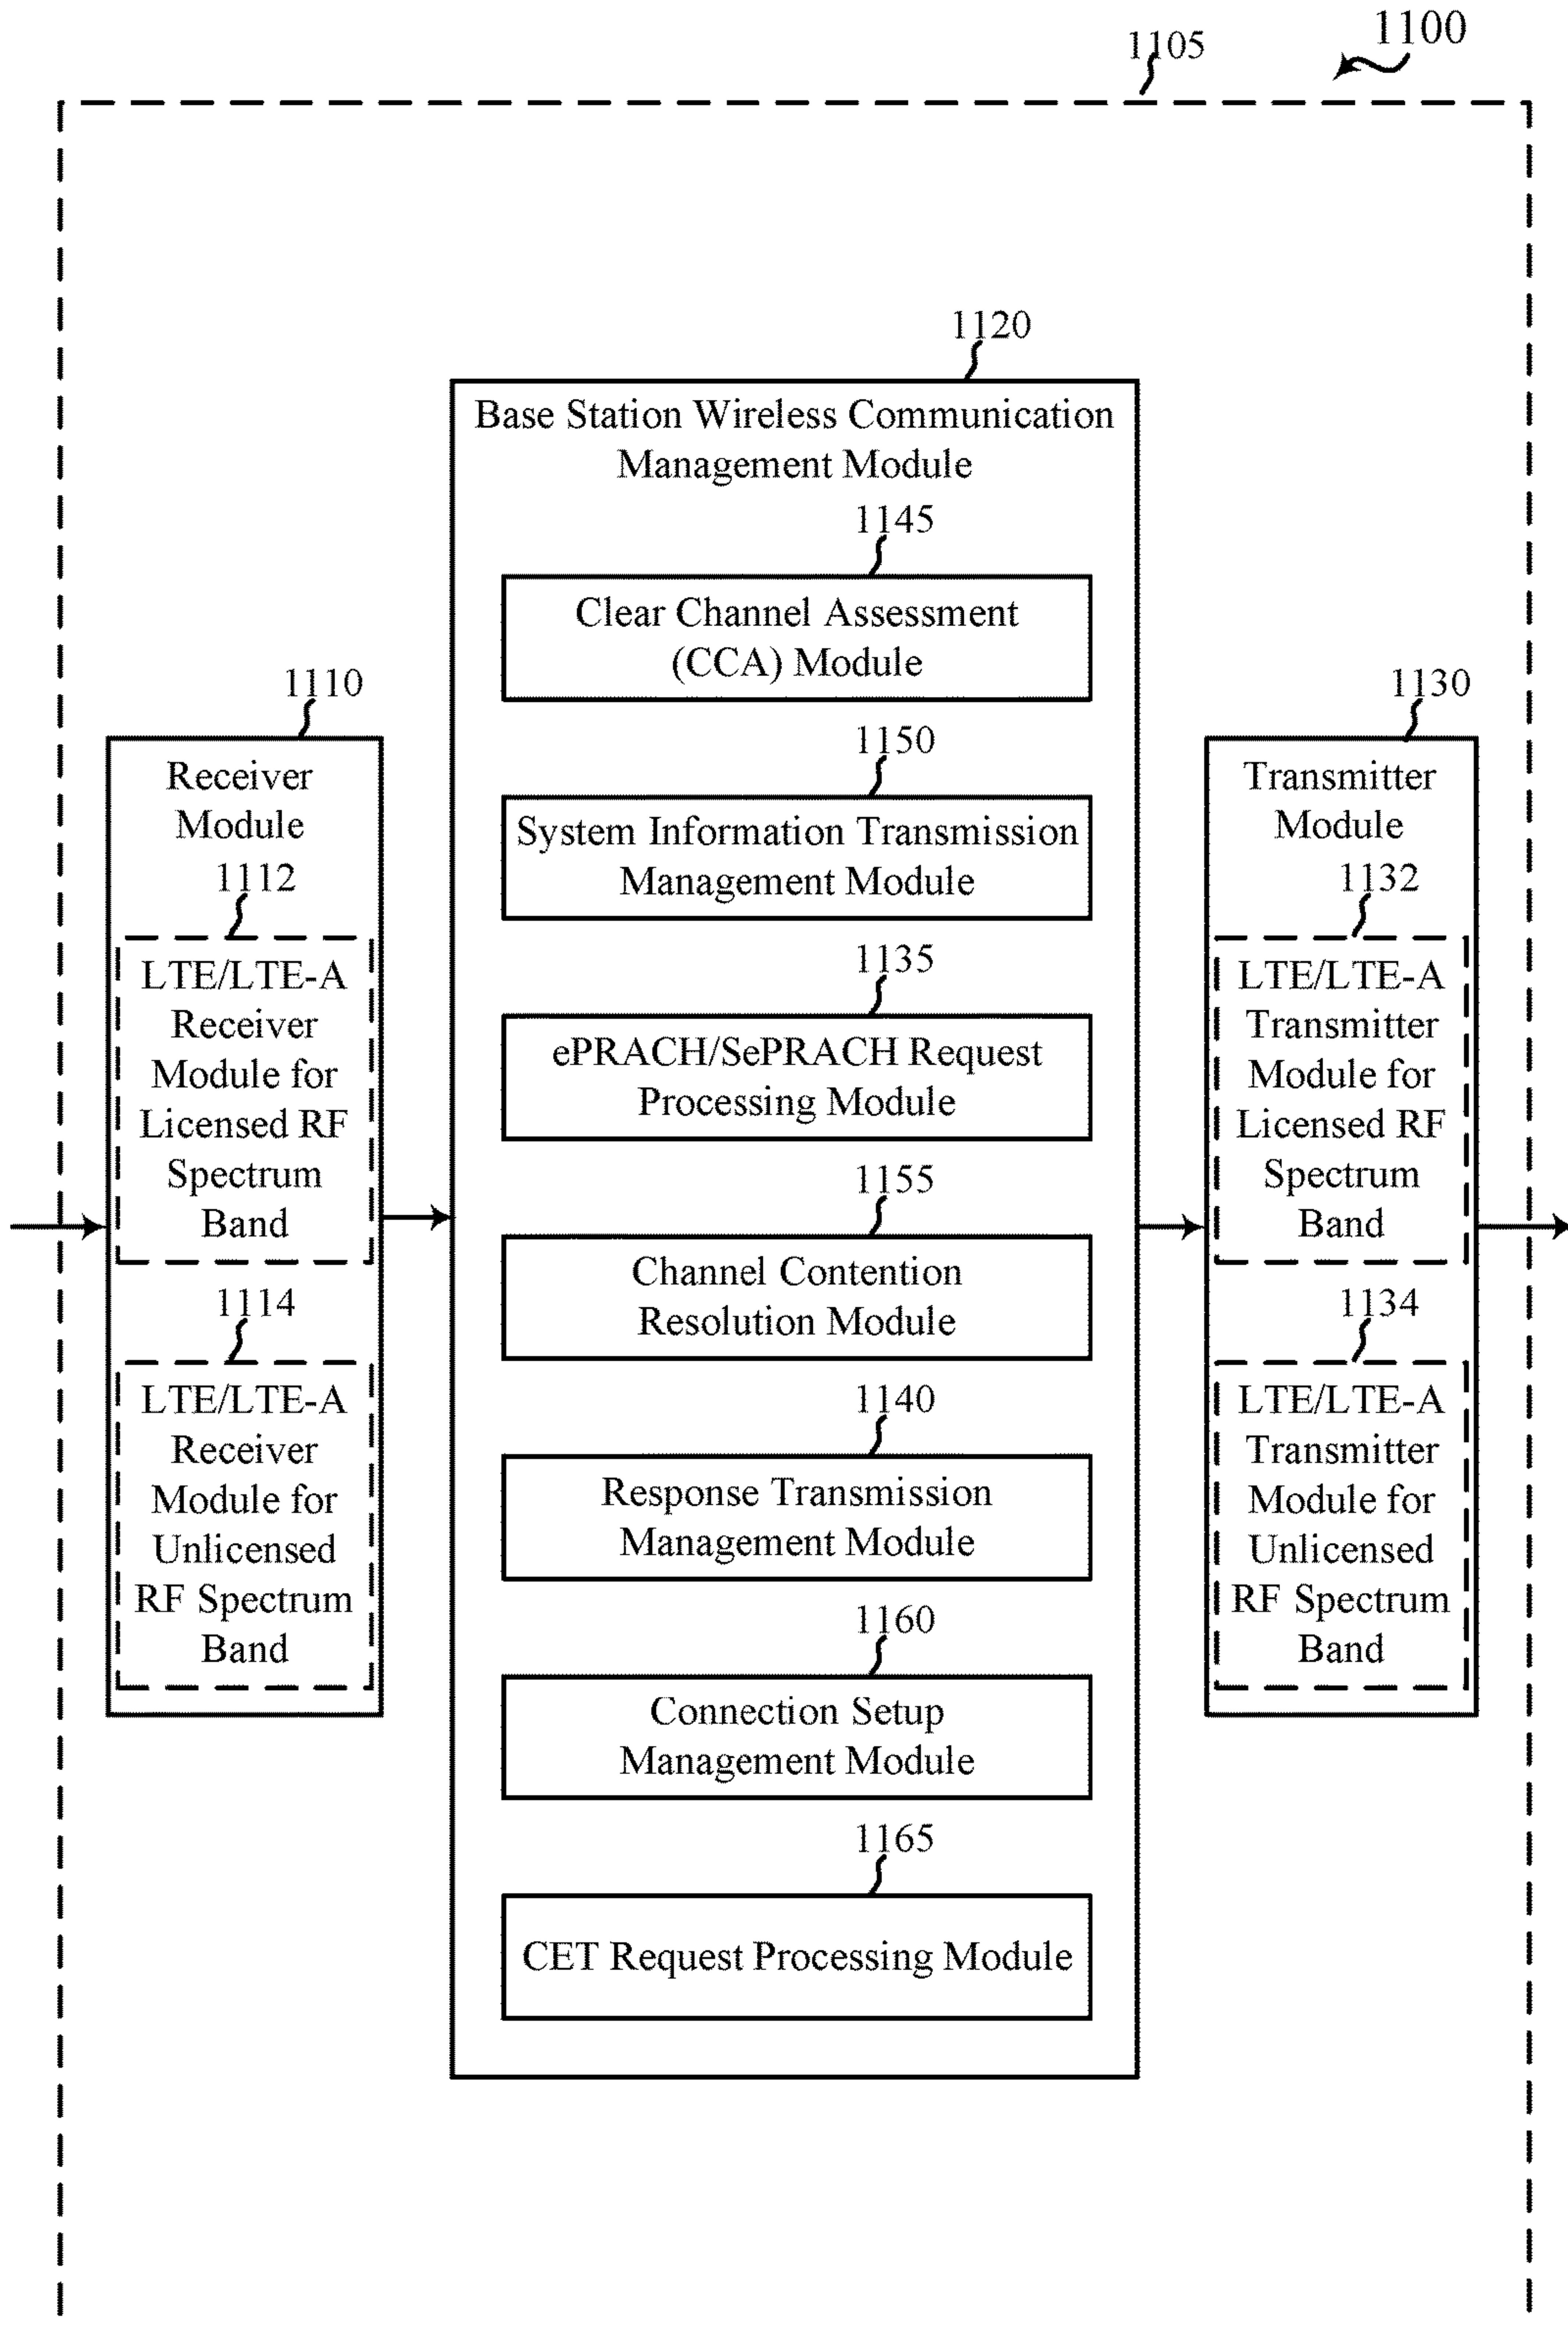 1100
1105
1120
Base Station Wireless Communication
Management Module
1145
Clear Channel Assessment
(CCA) Module
1150
System Information Transmission
Management Module
1135
ePRACH/SePRACH Request
Processing Module
1155
Channel Contention
Resolution Module
1140
Response Transmission
Management Module
1160
Connection Setup
Management Module
1165
CET Request Processing Module
1110
Receiver
Module
1112
LTE/LTE-A
Receiver
Module for
Licensed RF
Spectrum
Band
1114
LTE/LTE-A
Receiver
Module for
Unlicensed
RF Spectrum
Band
1130
Transmitter
Module
1132
LTE/LTE-A
Transmitter
Module for
Licensed RF
Spectrum
Band
1134
LTE/LTE-A
Transmitter
Module for
Unlicensed
RF Spectrum
Band